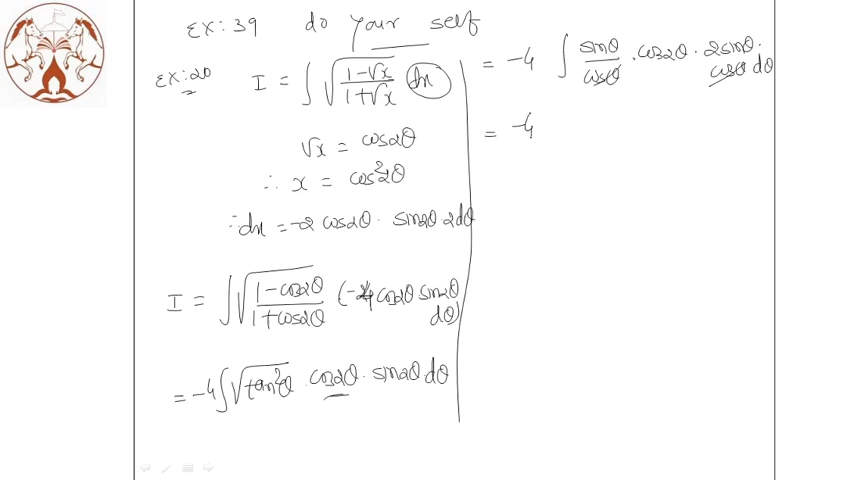 Ex: 39 do your self
Ex: 20 I = ∫ √((1-√x)/(1+√x)) dx
√x = cos2θ
∴ x = cos²2θ
∴ dx = -2 cos2θ · sin2θ · 2dθ
I = ∫ √((1-cos2θ)/(1+cos2θ)) (-4 cos2θ sin2θ dθ)
= -4 ∫ √tan²θ · cos2θ · sin2θ dθ
= -4 ∫ sinθ/cosθ · cos2θ · 2sinθ · cosθ dθ
= -4